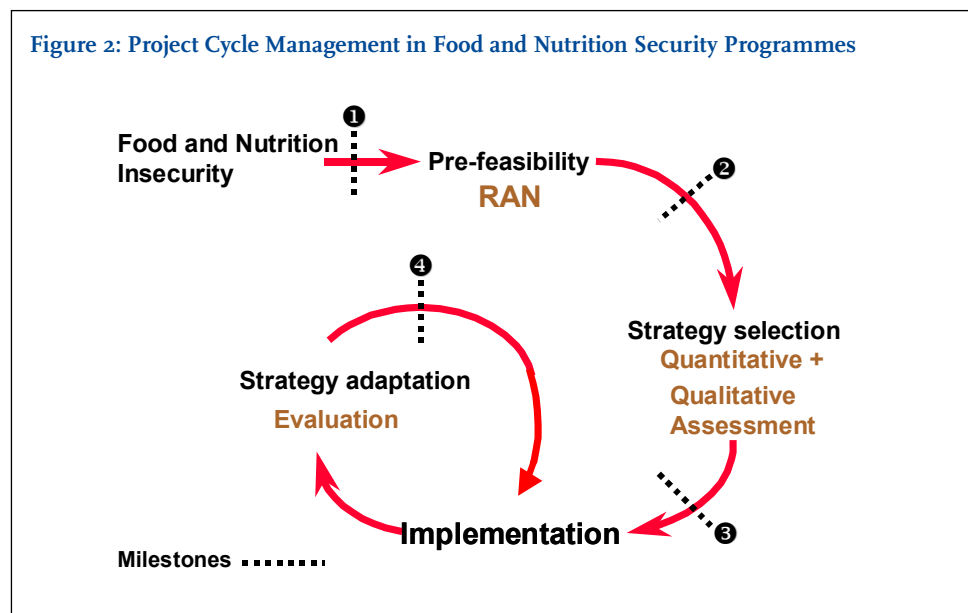 Figure 2: Project Cycle Management in Food and Nutrition Security Programmes
❶
Food and Nutrition
Insecurity
Pre-feasibility
RAN
❷
❹
Strategy selection
Quantitative +
Qualitative
Assessment
Strategy adaptation
Evaluation
❸
Implementation
Milestones